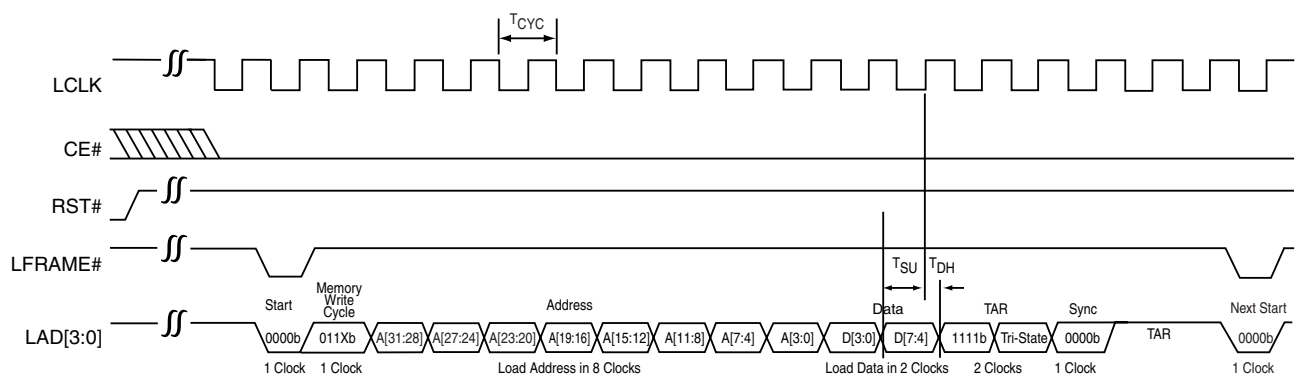 TCYC
LCLK
CE#
RST#
LFRAME#
TSU TDH
Start Memory Write Cycle Address Data TAR Sync Next Start
LAD[3:0] 0000b 011Xb A[31:28] A[27:24] A[23:20] A[19:16] A[15:12] A[11:8] A[7:4] A[3:0] D[3:0] D[7:4] 1111b Tri-State 0000b TAR 0000b
1 Clock 1 Clock Load Address in 8 Clocks Load Data in 2 Clocks 2 Clocks 1 Clock 1 Clock